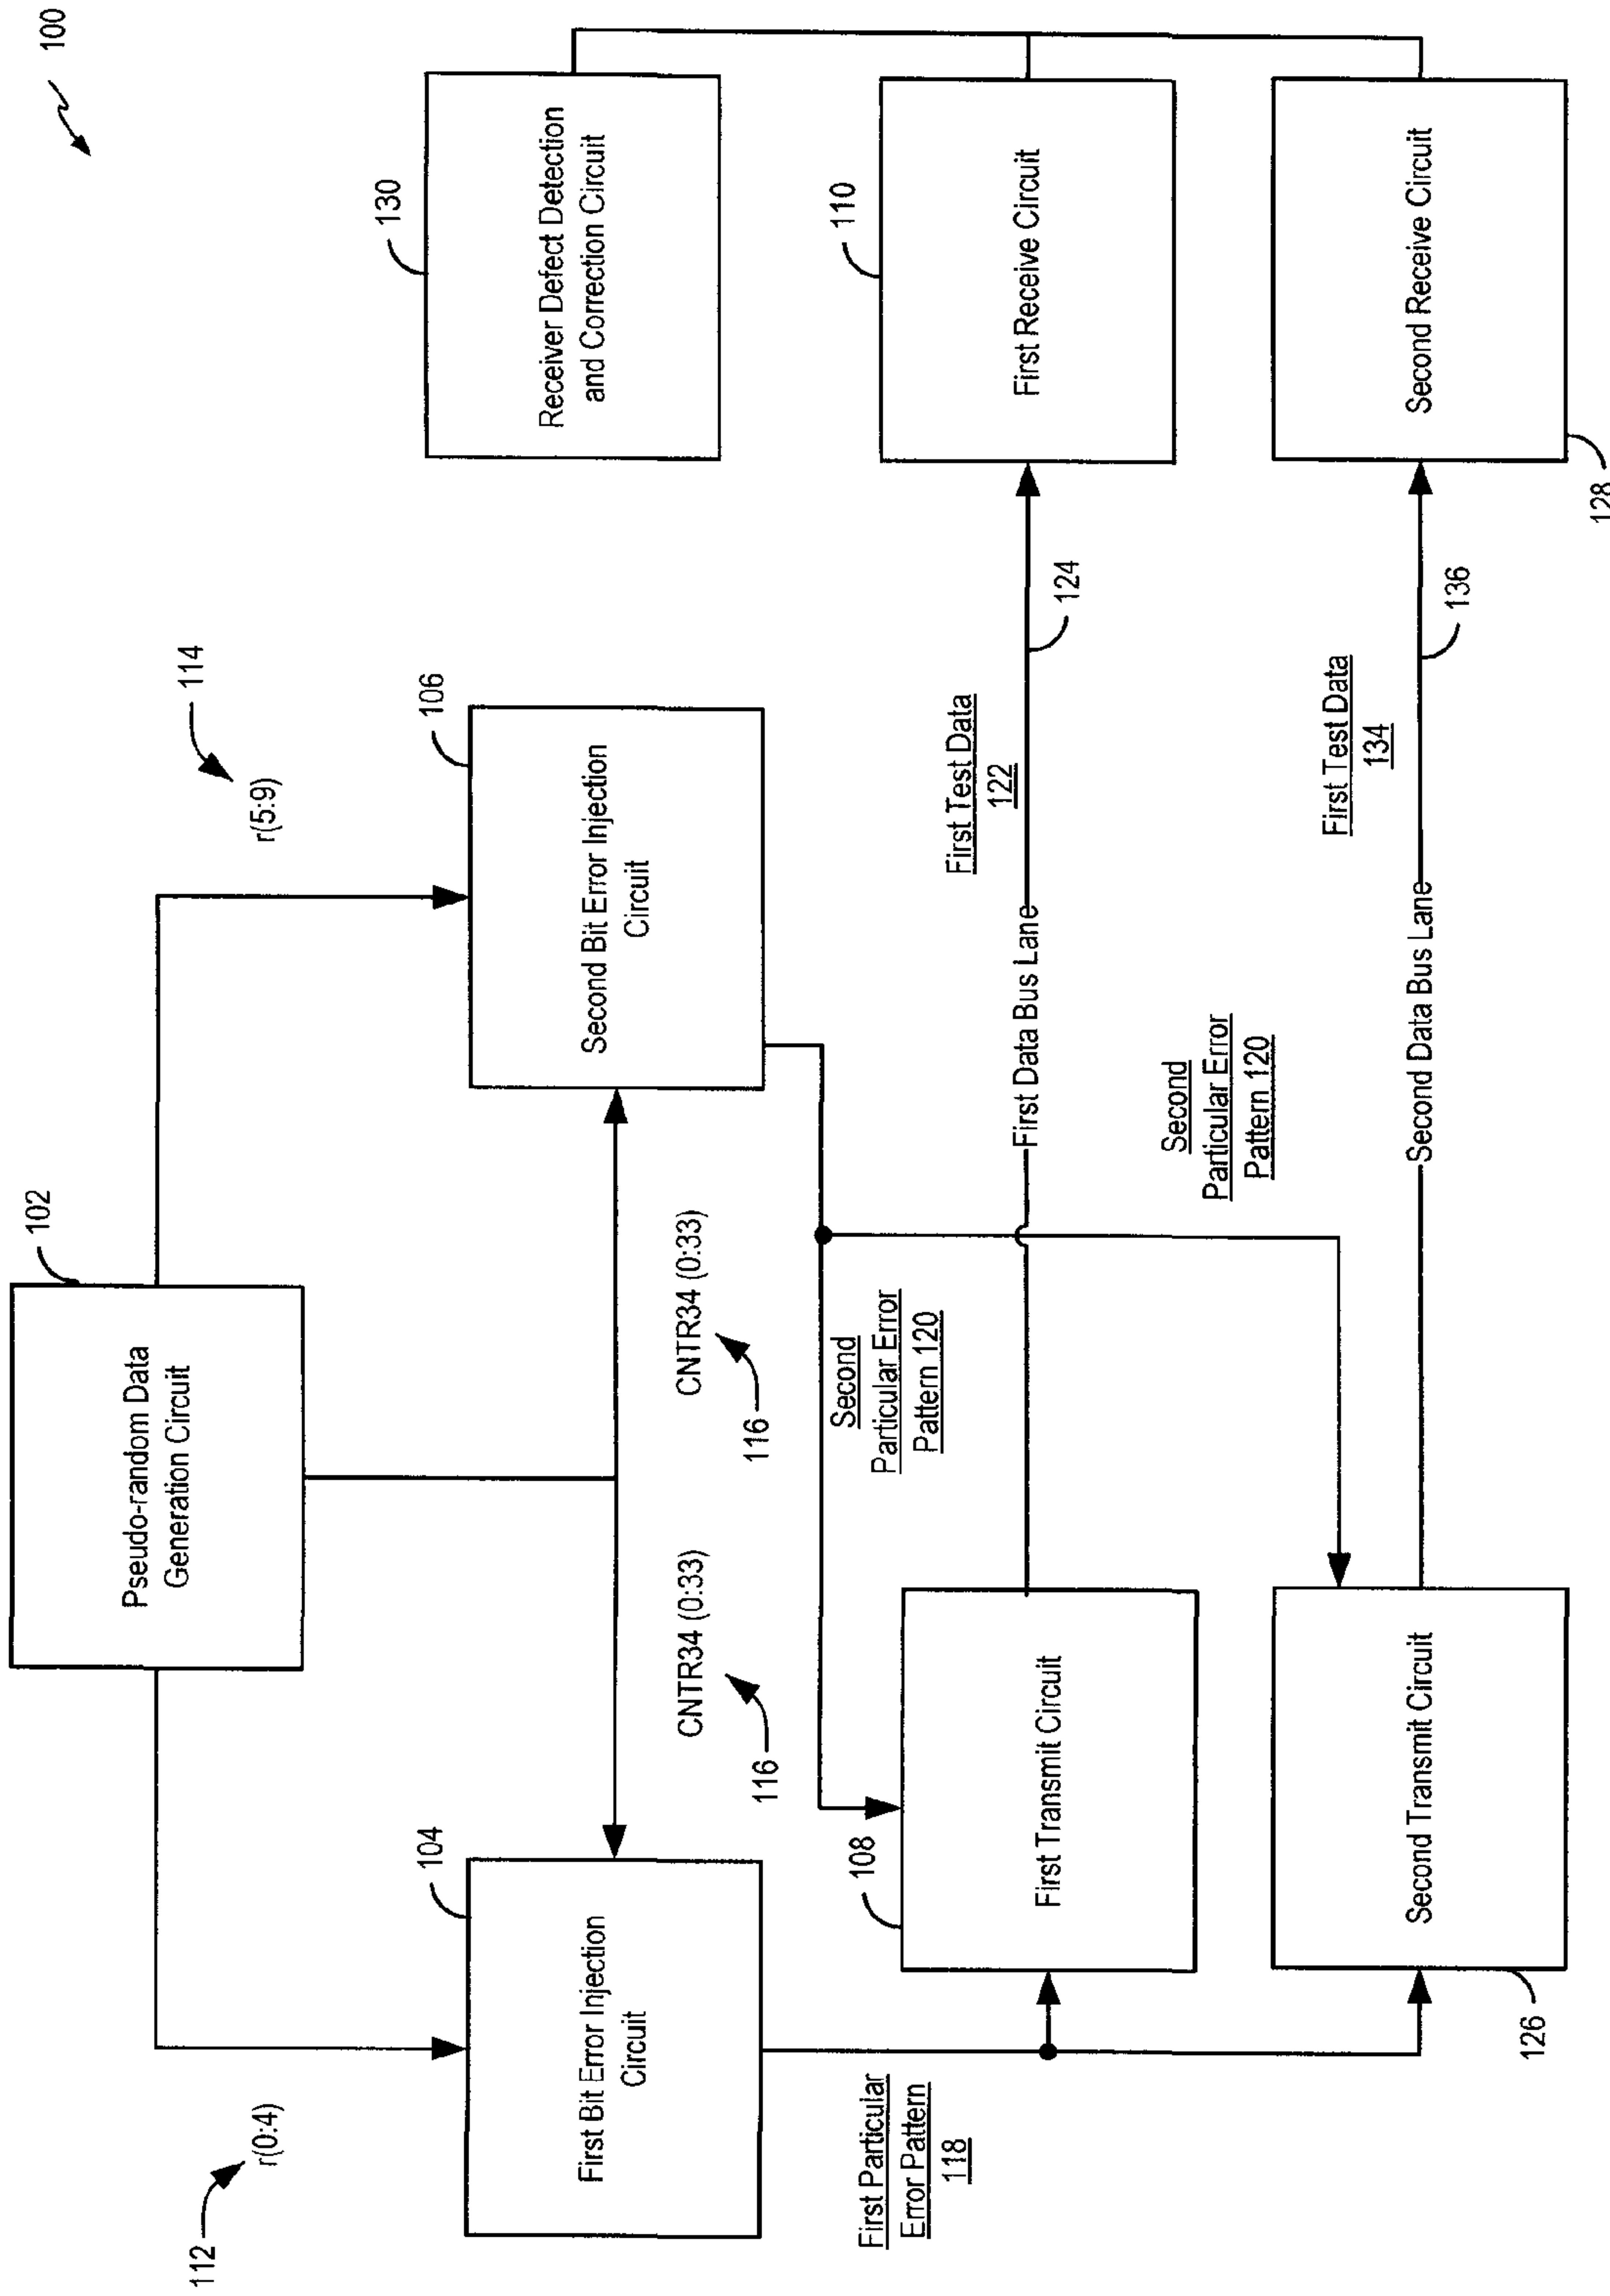 100
102
Pseudo-random Data
Generation Circuit
112
r(0:4)
114
r(5:9)
104
First Bit Error Injection
Circuit
106
Second Bit Error Injection
Circuit
CNTR34 (0:33)
116
CNTR34 (0:33)
116
130
Receiver Defect Detection
and Correction Circuit
First Particular
Error Pattern
118
Second
Particular Error
Pattern 120
108
First Transmit Circuit
First Data Bus Lane
First Test Data
122
124
110
First Receive Circuit
Second
Particular Error
Pattern 120
126
Second Transmit Circuit
Second Data Bus Lane
First Test Data
134
136
Second Receive Circuit
128